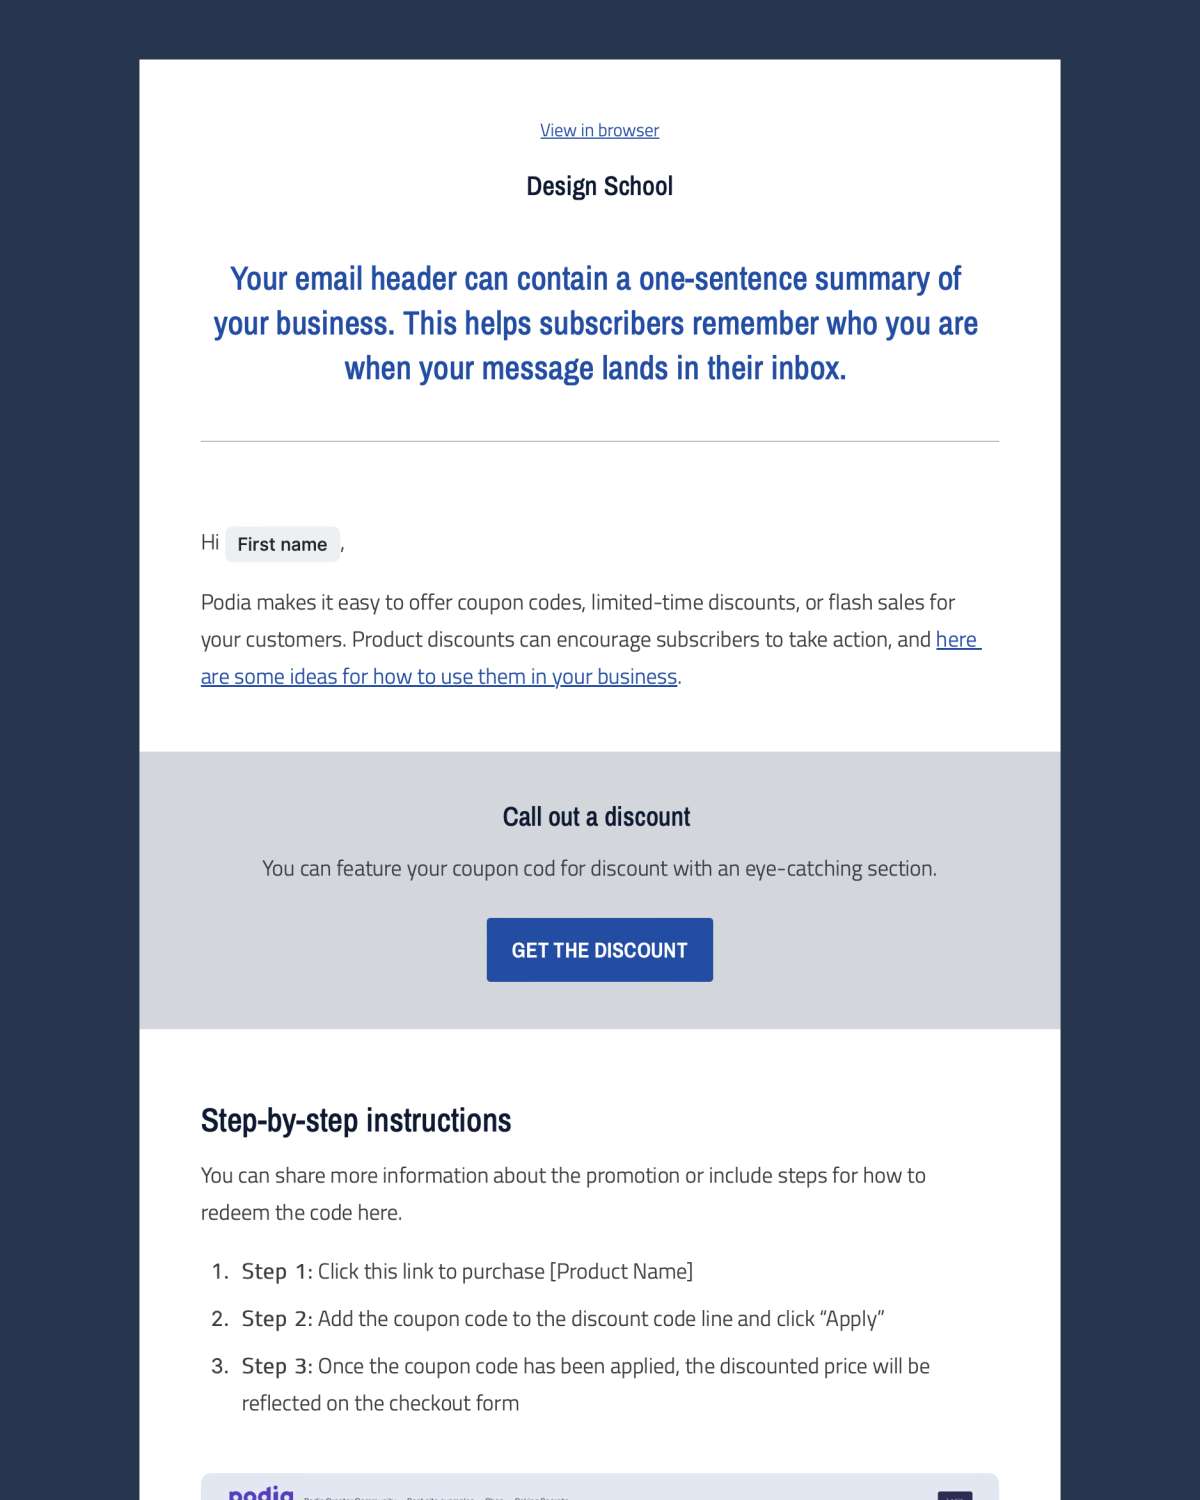 View in browser
Design School
Your email header can contain a one-sentence summary of
your business. This helps subscribers remember who you are
when your message lands in their inbox.
Hi First name ,
Podia makes it easy to offer coupon codes, limited-time discounts, or flash sales for
your customers. Product discounts can encourage subscribers to take action, and here
are some ideas for how to use them in your business.
Call out a discount
You can feature your coupon cod for discount with an eye-catching section.
GET THE DISCOUNT
Step-by-step instructions
You can share more information about the promotion or include steps for how to
redeem the code here.
1. Step 1: Click this link to purchase [Product Name]
2. Step 2: Add the coupon code to the discount code line and click “Apply”
3. Step 3: Once the coupon code has been applied, the discounted price will be
reflected on the checkout form
podia